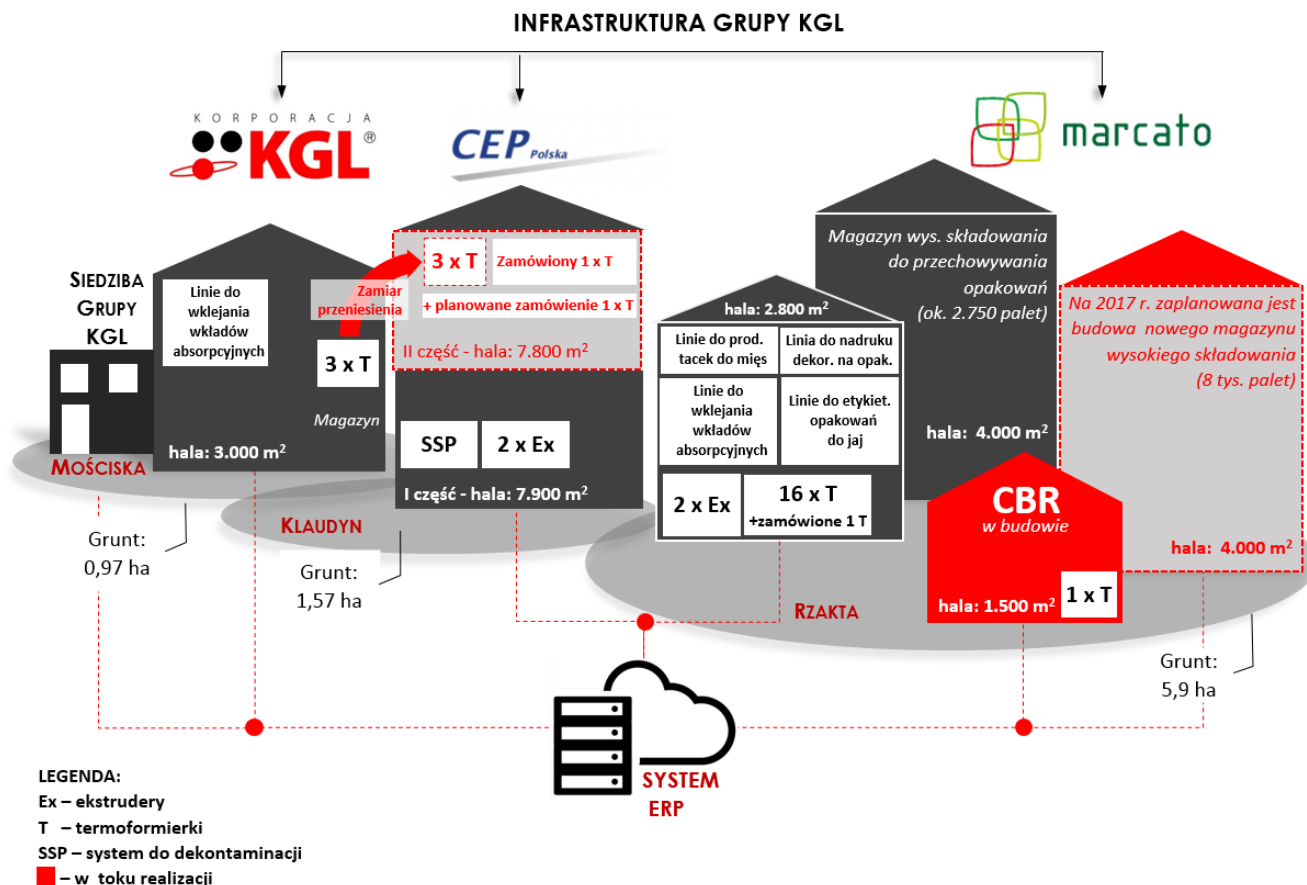 INFRASTRUKTURA GRUPY KGL
KORPORACJA
KGL®
CEP Polska
marcato
SIEDZIBA
GRUPY
KGL
Linie do
wklejania
wkładów
absorpcyjnych
Zamiar
przeniesienia
3 x T
Magazyn
hala: 3.000 m²
MOŚCISKA
Grunt:
0,97 ha
3 x T
Zamówiony 1 x T
+ planowane zamówienie 1 x T
II część - hala: 7.800 m²
SSP
2 x Ex
I część - hala: 7.900 m²
KLAUDYN
Grunt:
1,57 ha
hala: 2.800 m²
Linie do prod.
tacek do mięs
Linia do nadruku
dekor. na opak.
Linie do
wklejania
wkładów
absorpcyjnych
Linie do etykiet.
opakowań
do jaj
2 x Ex
16 x T
+zamówione 1 T
Magazyn wys. składowania
do przechowywania
opakowań
(ok. 2.750 palet)
hala: 4.000 m²
Na 2017 r. zaplanowana jest
budowa nowego magazynu
wysokiego składowania
(8 tys. palet)
hala: 4.000 m²
CBR
w budowie
hala: 1.500 m²
1 x T
RZAKTA
Grunt:
5,9 ha
SYSTEM
ERP
LEGENDA:
Ex – ekstrudery
T – termoformierki
SSP – system do dekontaminacji
– w toku realizacji